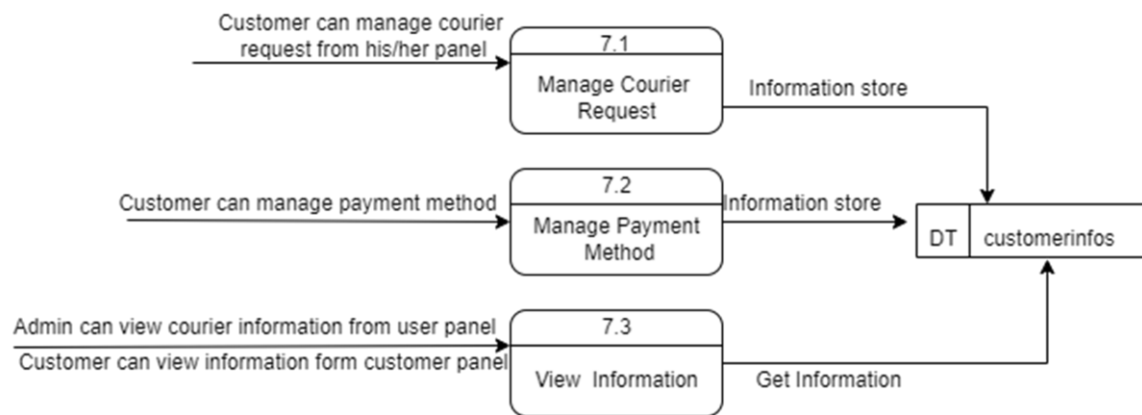 Customer can manage courier
request from his/her panel
7.1
Manage Courier
Request
Information store
Customer can manage payment method
7.2
Manage Payment
Method
Information store
DT
customerinfos
Admin can view courier information from user panel
Customer can view information form customer panel
7.3
View Information
Get Information